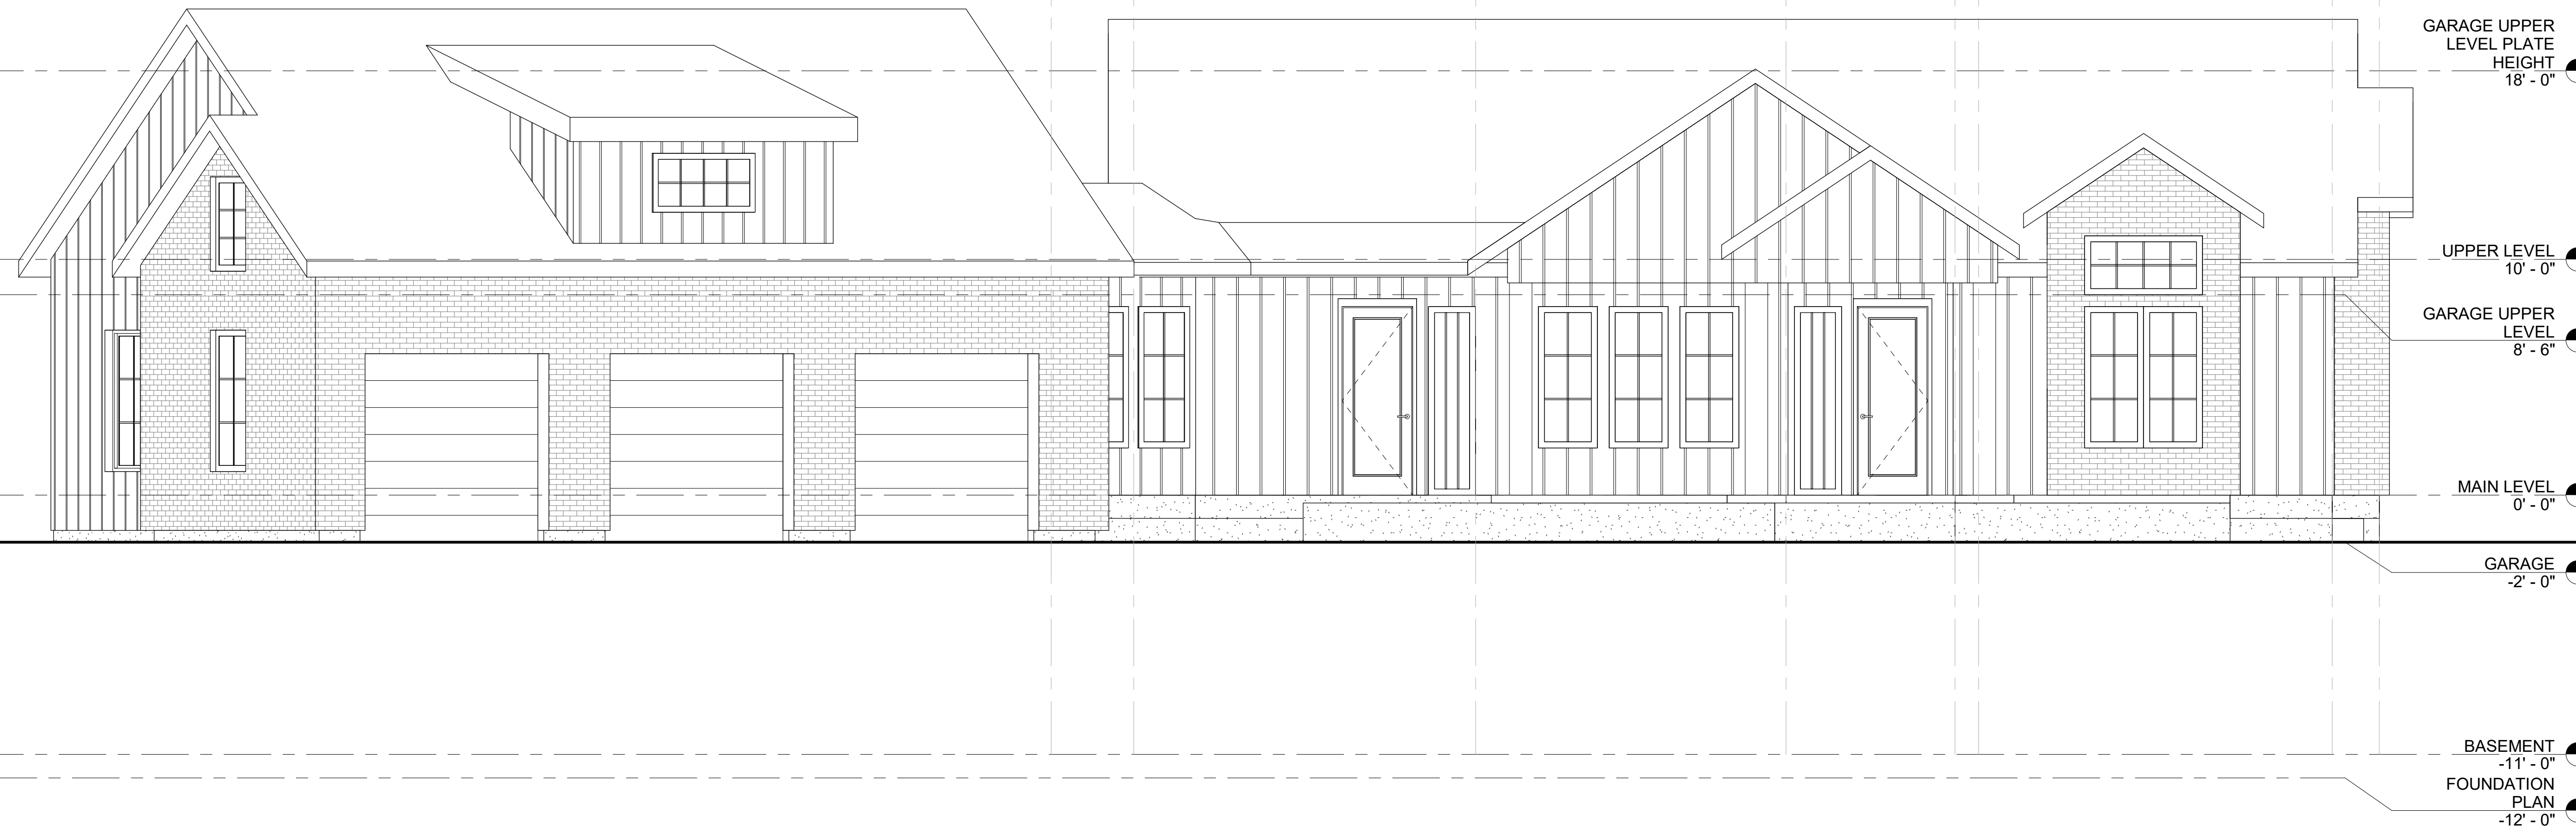 GARAGE UPPER
LEVEL PLATE
HEIGHT
18' - 0"
UPPER LEVEL
10' - 0"
GARAGE UPPER
LEVEL
8' - 6"
MAIN LEVEL
0' - 0"
GARAGE
-2' - 0"
BASEMENT
-11' - 0"
FOUNDATION
PLAN
-12' - 0"